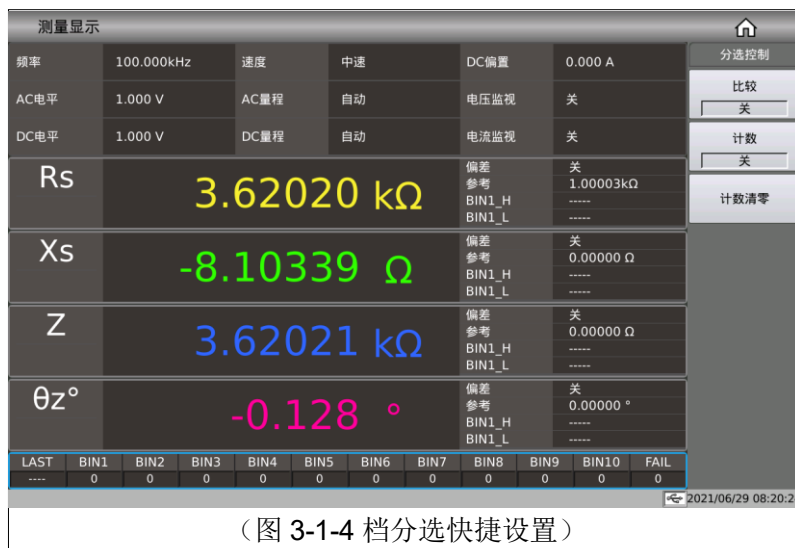 测量显示
分选控制
频率 100.000kHz 速度 中速 DC偏置 0.000 A
AC电平 1.000 V AC量程 自动 电压监视 关
DC电平 1.000 V DC量程 自动 电流监视 关
比较
关
计数
关
计数清零
Rs 3.62020 kΩ
偏差 关
参考 1.00003kΩ
BIN1_H -----
BIN1_L -----
Xs -8.10339 Ω
偏差 关
参考 0.00000 Ω
BIN1_H -----
BIN1_L -----
Z 3.62021 kΩ
偏差 关
参考 0.00000 Ω
BIN1_H -----
BIN1_L -----
θz° -0.128 °
偏差 关
参考 0.00000 °
BIN1_H -----
BIN1_L -----
LAST BIN1 BIN2 BIN3 BIN4 BIN5 BIN6 BIN7 BIN8 BIN9 BIN10 FAIL
---- 0 0 0 0 0 0 0 0 0 0 0
2021/06/29 08:20:2
（图 3-1-4 档分选快捷设置）